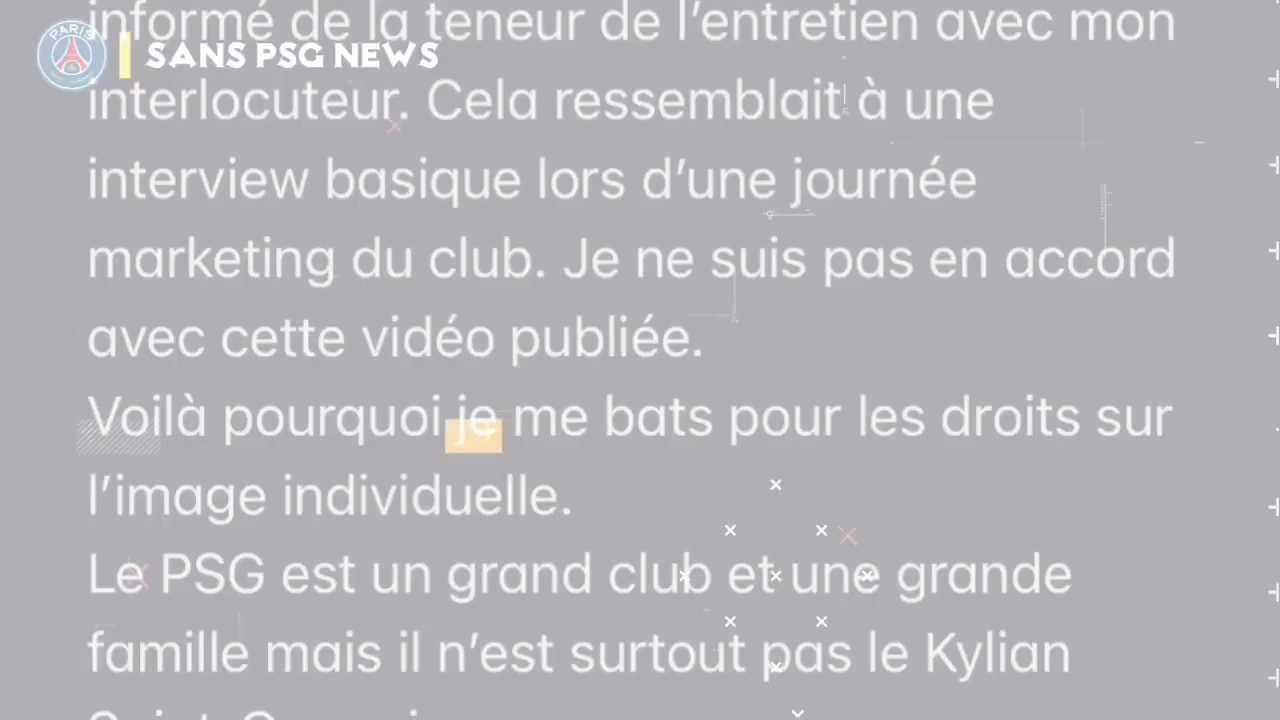 PARIS
SANS PSG NEWS
informé de la teneur de l'entretien avec mon
interlocuteur. Cela ressemblait à une
interview basique lors d'une journée
marketing du club. Je ne suis pas en accord
avec cette vidéo publiée.
Voilà pourquoi je me bats pour les droits sur
l'image individuelle.
Le PSG est un grand club et une grande
famille mais il n'est surtout pas le Kylian